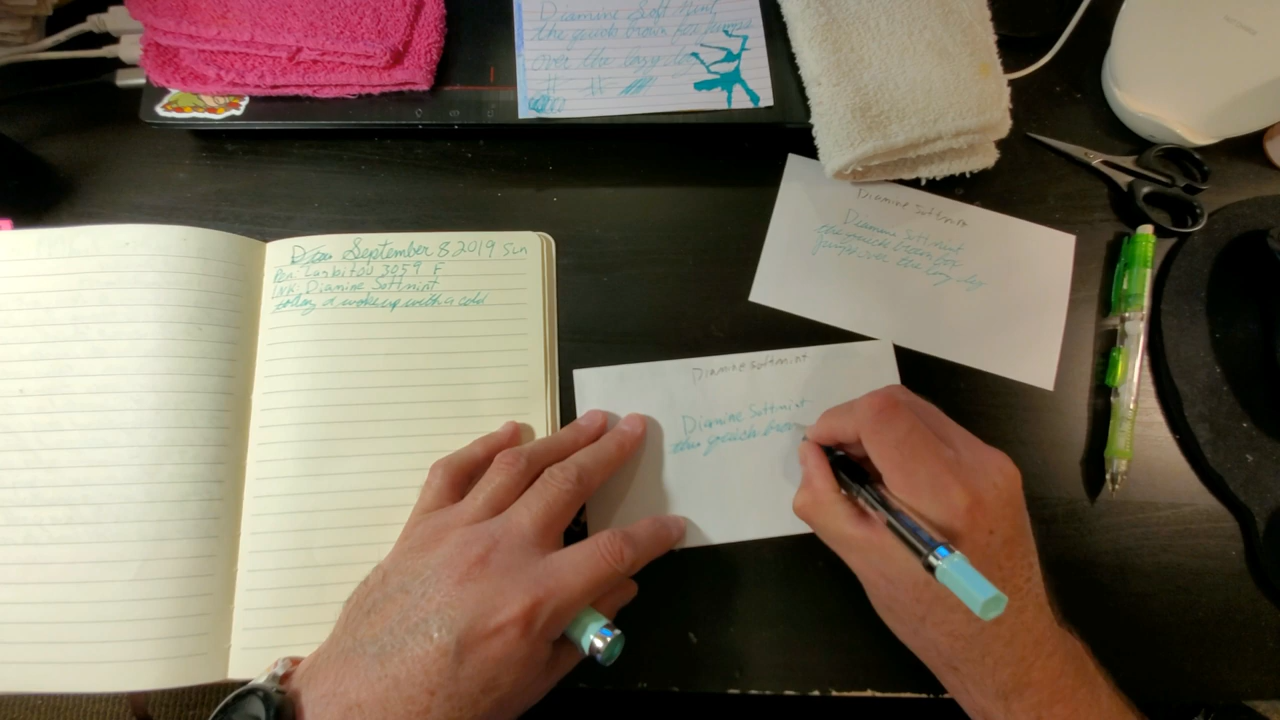 Diamine Soft Mint
the quick brown fox jumps
over the lazy dog
Diamine Softmint
Diamine Softmint
the quick brown fox
jumps over the lazy dog
September 8 2019 Sun
Pen: Lanbitou 3059 F
INK: Diamine Softmint
today I woke up with a cold
Diamine Softmint
Diamine Softmint
the quick brown